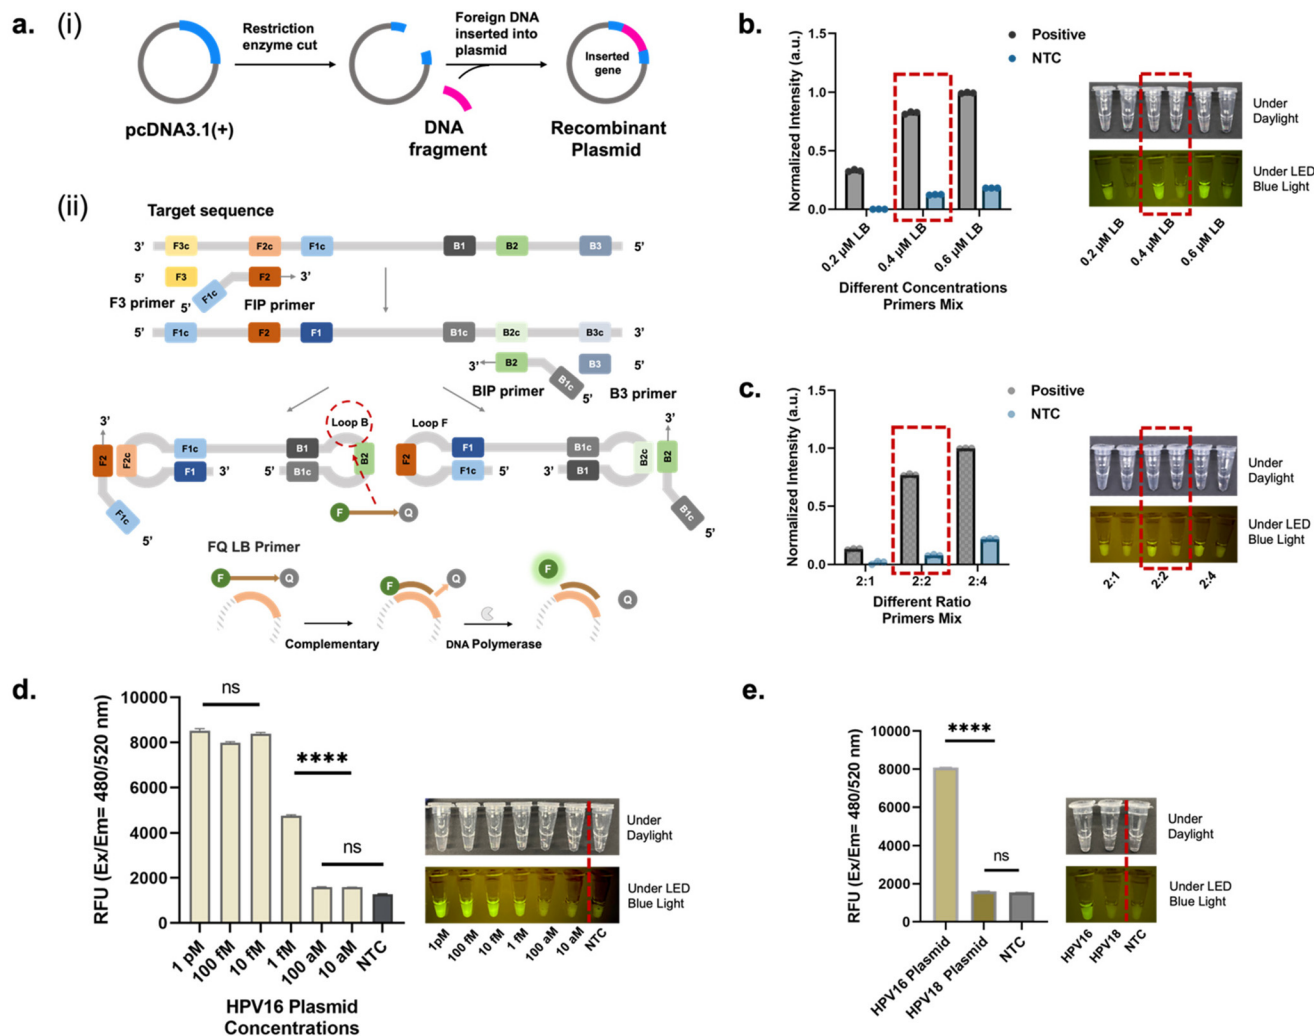 a. (i)
Restriction
enzyme cut
Foreign DNA
inserted into
plasmid
Inserted
gene
pcDNA3.1(+)
DNA
fragment
Recombinant
Plasmid
(ii)
Target sequence
3’ F3c F2c F1c B1 B2 B3 5’
5’ F3 F2 3’
F1c
F3 primer 5’ FIP primer
5’ F1c F2 F1 B1c B2c B3c 3’
3’ B2 B3 5’
BIP primer B1c 5’ B3 primer
3’ Loop B Loop F 3’
F2 F2c F1c B1 B2 F2 F1 B1c B2c B2
F1 3’ 5’ B1c F1c 5’ 3’ B1
F1c 5’ F Q B1c 5’
FQ LB Primer
F Q F Q F Q
Complementary
DNA Polymerase
b.
Normalized Intensity (a.u.)
1.5
1.0
0.5
0.0
Positive
NTC
0.2 µM LB
0.4 µM LB
0.6 µM LB
Different Concentrations
Primers Mix
Under
Daylight
Under LED
Blue Light
0.2 µM LB
0.4 µM LB
0.6 µM LB
c.
Normalized Intensity (a.u.)
1.5
1.0
0.5
0.0
Positive
NTC
2:1 2:2 2:4
Different Ratio
Primers Mix
Under
Daylight
Under LED
Blue Light
2:1 2:2 2:4
d.
RFU (Ex/Em= 480/520 nm)
10000
8000
6000
4000
2000
0
ns
****
ns
1 pM
100 fM
10 fM
1 fM
100 aM
10 aM
NTC
HPV16 Plasmid
Concentrations
Under
Daylight
Under LED
Blue Light
1pM
100 fM
10 fM
1 fM
100 aM
10 aM
NTC
e.
RFU (Ex/Em= 480/520 nm)
10000
8000
6000
4000
2000
0
****
ns
HPV16 Plasmid
HPV18 Plasmid
NTC
Under
Daylight
Under LED
Blue Light
HPV16
HPV18
NTC